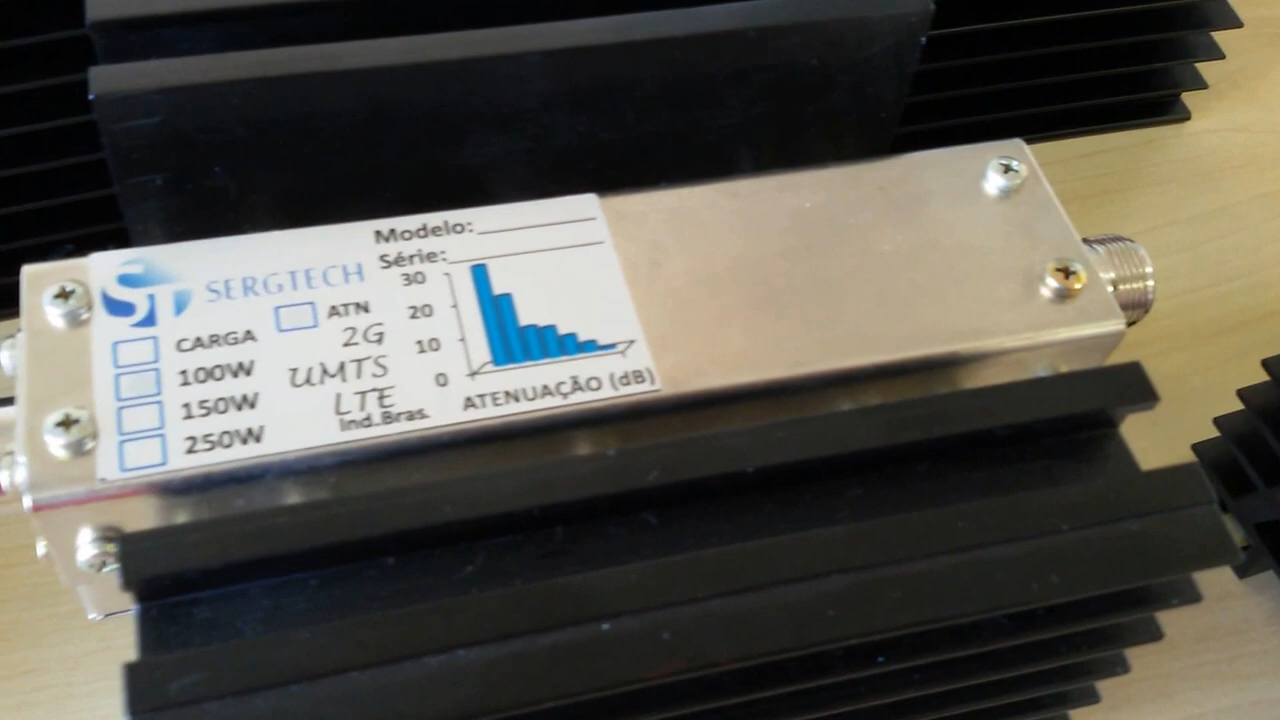 Modelo:
Série:
ST SERGTECH
ATN
CARGA
100W
150W
250W
2G
UMTS
LTE
Ind.Bras.
30
20
10
0
ATENUAÇÃO (dB)